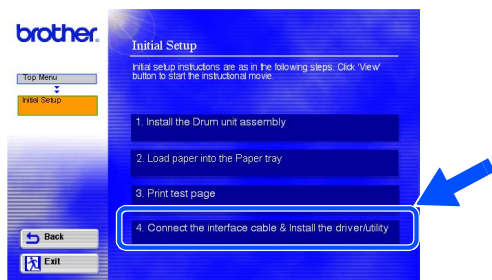 brother.
Top Menu
Initial Setup
Initial Setup
Initial setup instructions are as in the following steps. Click 'View'
button to start the instructional movie.
1. Install the Drum unit assembly
2. Load paper into the Paper tray
3. Print test page
4. Connect the interface cable & Install the driver/utility
Back
Exit